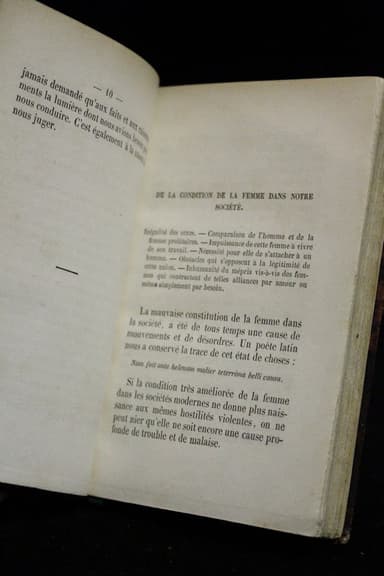 — 10 —
jamais demandé qu'aux faits et aux
ments la lumière dont nous avions
nous conduire. C'est également à la
nous juger.
DE LA CONDITION DE LA FEMME DANS NOTRE
SOCIÉTÉ.
Inégalité des sexes. — Comparaison de l'homme et de la
femme prolétaires. — Impuissance de cette femme à vivre
de son travail. — Nécessité pour elle de s'attacher à un
homme. — Obstacles qui s'opposent à la légitimité de
cette union. — Inhumanité du mépris vis-à-vis des fem-
mes qui contractent de telles alliances par amour ou
même simplement par besoin.
La mauvaise constitution de la femme dans
la société, a été de tous temps une cause de
mouvements et de désordres. Un poète latin
nous a conservé la trace de cet état de choses :
Nam fuit ante helenam mulier teterrima belli causa.
Si la condition très améliorée de la femme
dans les sociétés modernes ne donne plus nais-
sance aux mêmes hostilités violentes, on ne
peut nier qu'elle ne soit encore une cause pro-
fonde de trouble et de malaise.